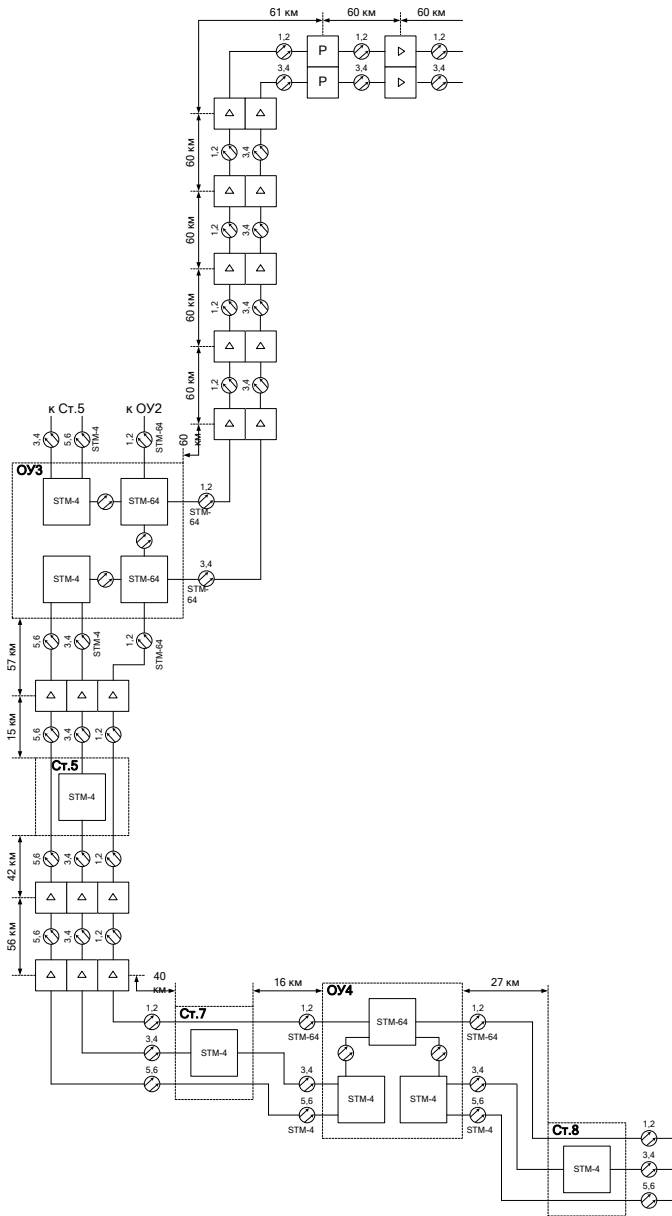 61 км
60 км
60 км
1,2
1,2
1,2
P
3,4
3,4
3,4
P
60 км
1,2
3,4
60 км
1,2
3,4
60 км
1,2
3,4
60 км
1,2
3,4
к Ст.5
к ОУ2
3,4
5,6
STM-4
1,2
STM-64
60
км
ОУ3
STM-4
STM-64
1,2
STM-
64
STM-4
STM-64
3,4
STM-
64
57 км
5,6
3,4
STM-4
1,2
STM-64
15 км
5,6
3,4
1,2
Ст.5
STM-4
42 км
5,6
3,4
1,2
56 км
5,6
3,4
1,2
40
км
16 км
ОУ4
27 км
Ст.7
1,2
1,2
STM-64
STM-64
1,2
STM-64
3,4
STM-4
3,4
STM-4
STM-4
3,4
5,6
5,6
STM-4
5,6
STM-4
Ст.8
1,2
STM-4
3,4
5,6